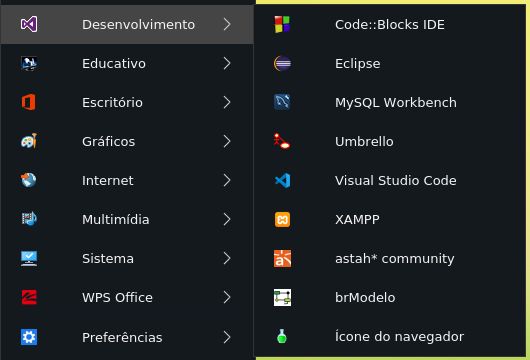 Desenvolvimento
Educativo
Escritório
Gráficos
Internet
Multimídia
Sistema
WPS Office
Preferências
Code::Blocks IDE
Eclipse
MySQL Workbench
Umbrello
Visual Studio Code
XAMPP
astah* community
brModelo
Ícone do navegador